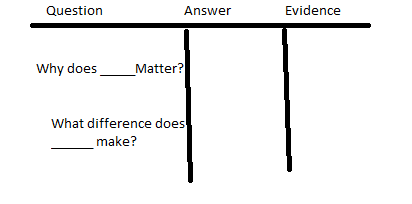 Question Answer Evidence
Why does _____Matter?
What difference does
______ make?